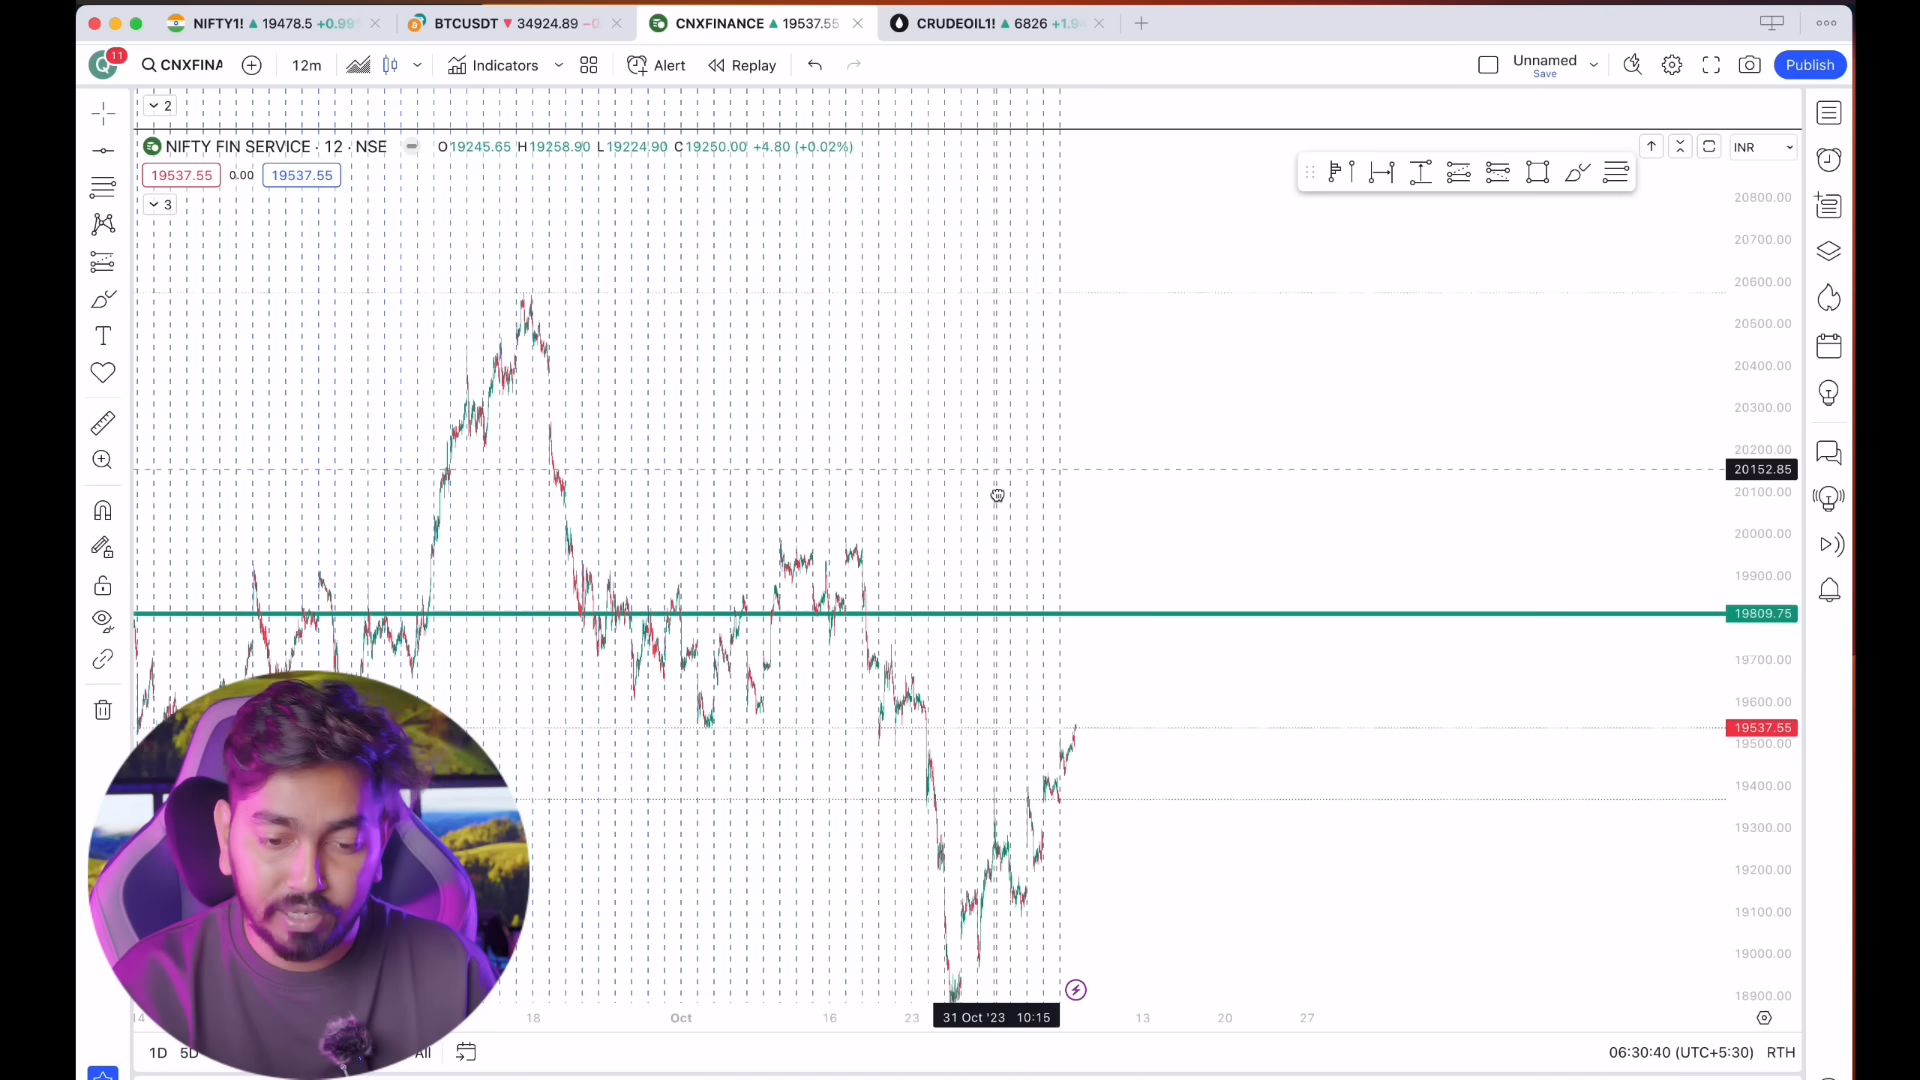 NIFTY1! ▲ 19478.5 +0.99
BTCUSDT ▼ 34924.89 −0
CNXFINANCE ▲ 19537.55
CRUDEOIL1! ▲ 6826 +1.9
11
CNXFINA
12m
Indicators
Alert
Replay
Unnamed
Save
Publish
2
NIFTY FIN SERVICE · 12 · NSE
O19245.65 H19258.90 L19224.90 C19250.00 +4.80 (+0.02%)
INR
19537.55 0.00 19537.55
3
20800.00
20700.00
20600.00
20500.00
20400.00
20300.00
20200.00
20152.85
20100.00
20000.00
19900.00
19809.75
19700.00
19600.00
19537.55
19500.00
19400.00
19300.00
19200.00
19100.00
19000.00
18900.00
14 18 Oct 16 23 31 Oct '23 10:15 13 20 27
1D 5D All
06:30:40 (UTC+5:30) RTH